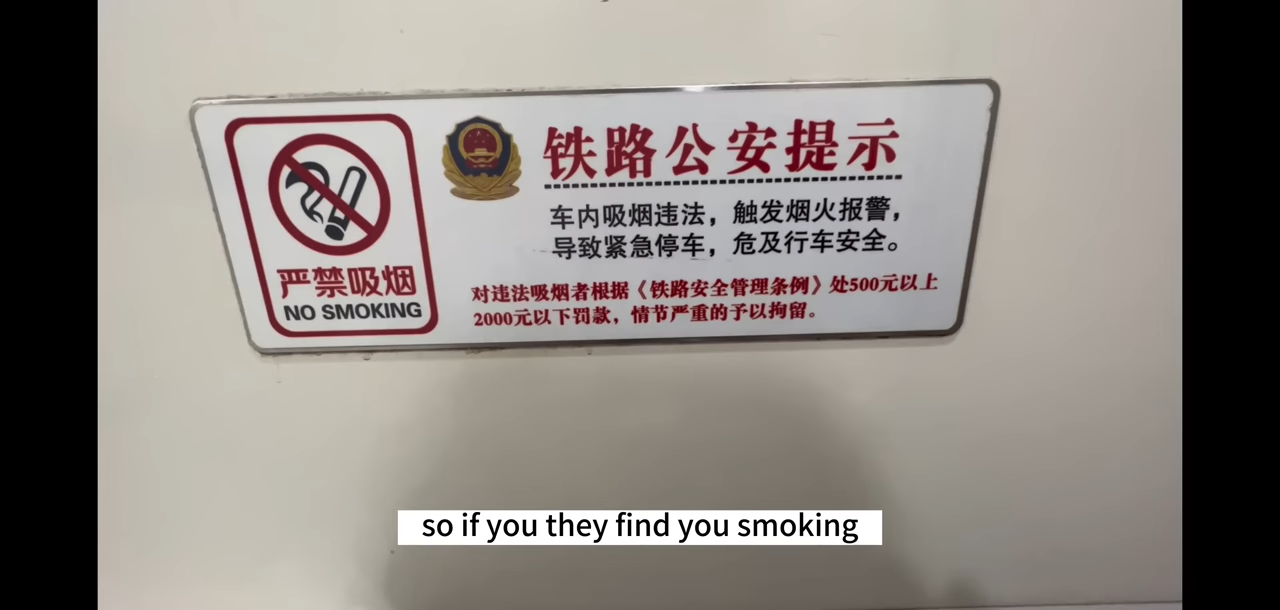 铁路公安提示
车内吸烟违法，触发烟火报警，
导致紧急停车，危及行车安全。
对违法吸烟者根据《铁路安全管理条例》处500元以上
2000元以下罚款，情节严重的予以拘留。
严禁吸烟
NO SMOKING
so if you they find you smoking